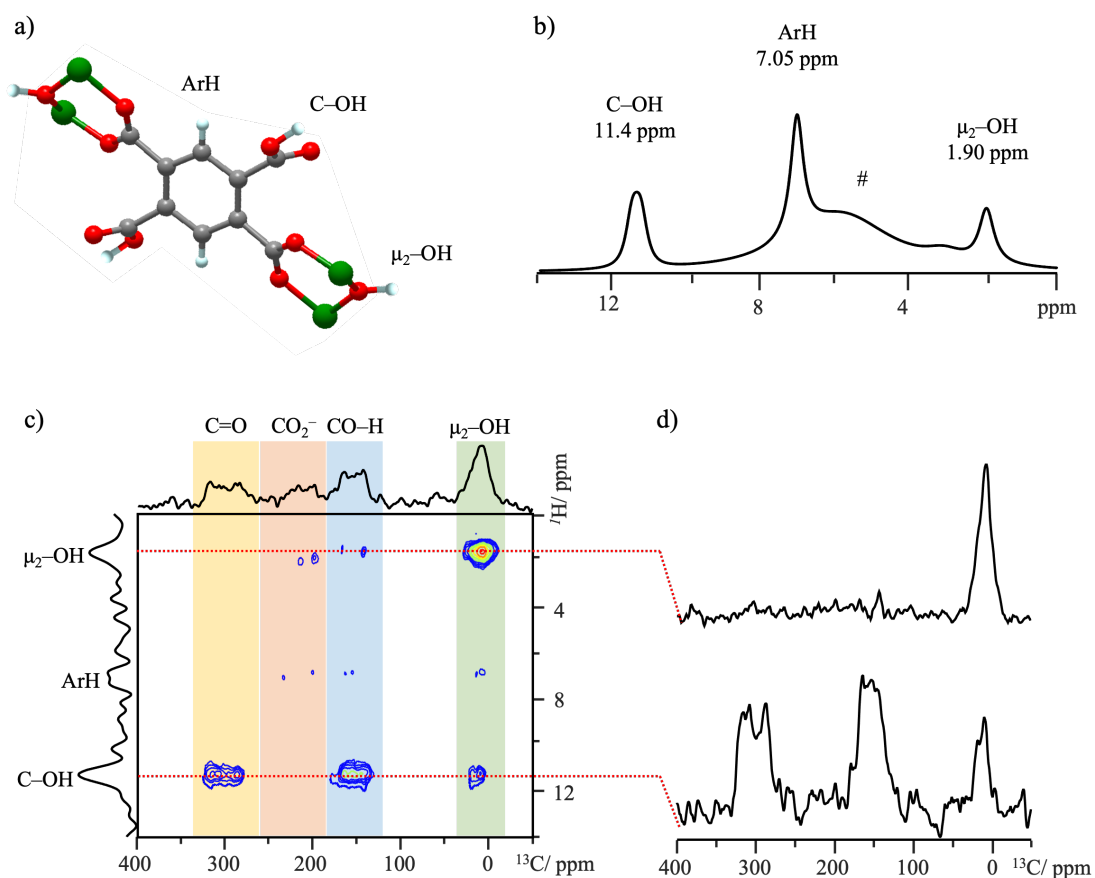 a)
ArH
C–OH
μ₂–OH
b)
ArH
7.05 ppm
C–OH
11.4 ppm
μ₂–OH
1.90 ppm
#
12
8
4
ppm
c)
C=O
CO₂⁻
CO–H
μ₂–OH
d)
¹H/ ppm
μ₂–OH
4
ArH
8
C–OH
12
400
300
200
100
0
¹³C/ ppm
400
300
200
100
0
¹³C/ ppm